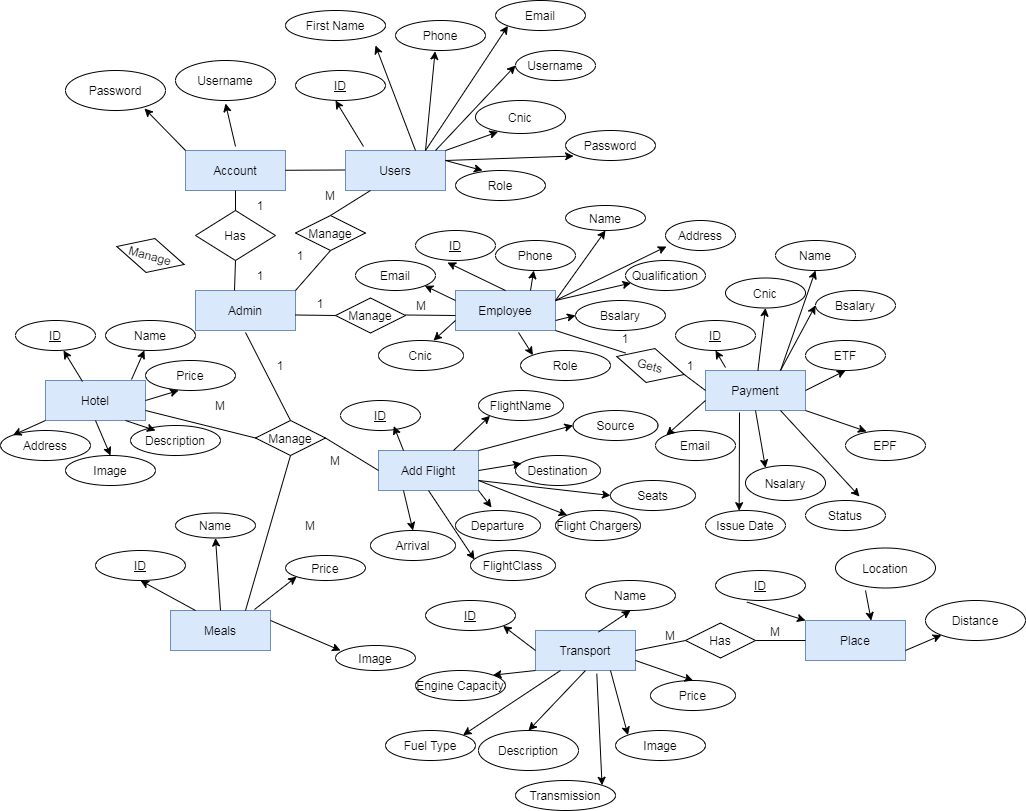 Email
First Name
Phone
Username
Username
ID
Password
Cnic
Password
Account
Users
Role
M
1
Name
Has
Manage
Address
ID
Manage
Phone
Name
1
Email
Qualification
1
Cnic
Admin
1
Manage
M
Employee
Bsalary
Bsalary
ID
Name
1
ID
Cnic
Role
Gets
1
ETF
1
Price
Payment
Hotel
M
FlightName
ID
Source
Address
Description
Manage
Email
EPF
M
Image
Add Flight
Destination
Nsalary
Seats
Name
M
Departure
Flight Chargers
Issue Date
Status
Arrival
ID
Price
FlightClass
Location
ID
Name
ID
Distance
Meals
M
Has
M
Place
Transport
Image
Engine Capacity
Price
Fuel Type
Description
Image
Transmission